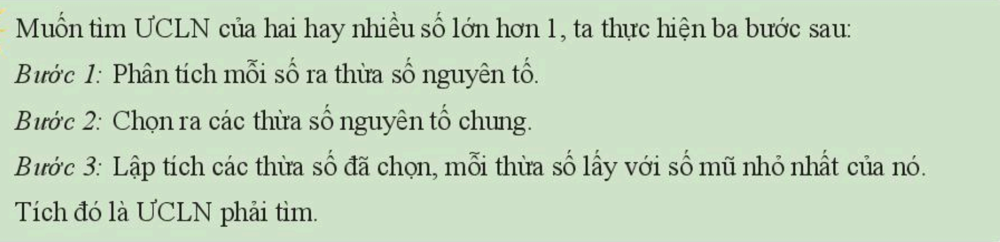 Muốn tìm ƯCLN của hai hay nhiều số lớn hơn 1, ta thực hiện ba bước sau:
Bước 1: Phân tích mỗi số ra thừa số nguyên tố.
Bước 2: Chọn ra các thừa số nguyên tố chung.
Bước 3: Lập tích các thừa số đã chọn, mỗi thừa số lấy với số mũ nhỏ nhất của nó.
Tích đó là ƯCLN phải tìm.